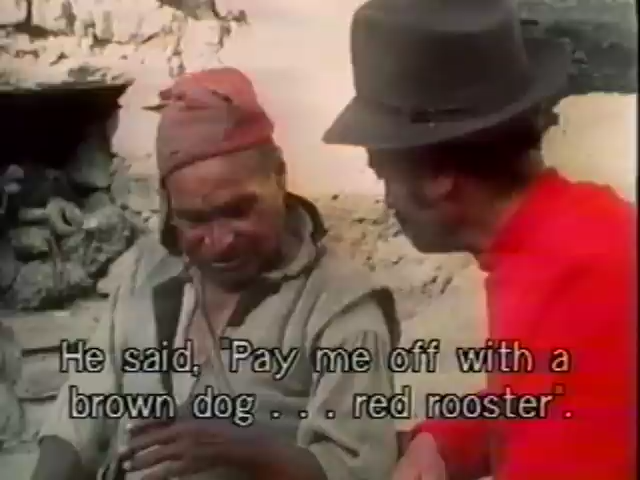 He said, 'Pay me off with a
brown dog . . . red rooster'.